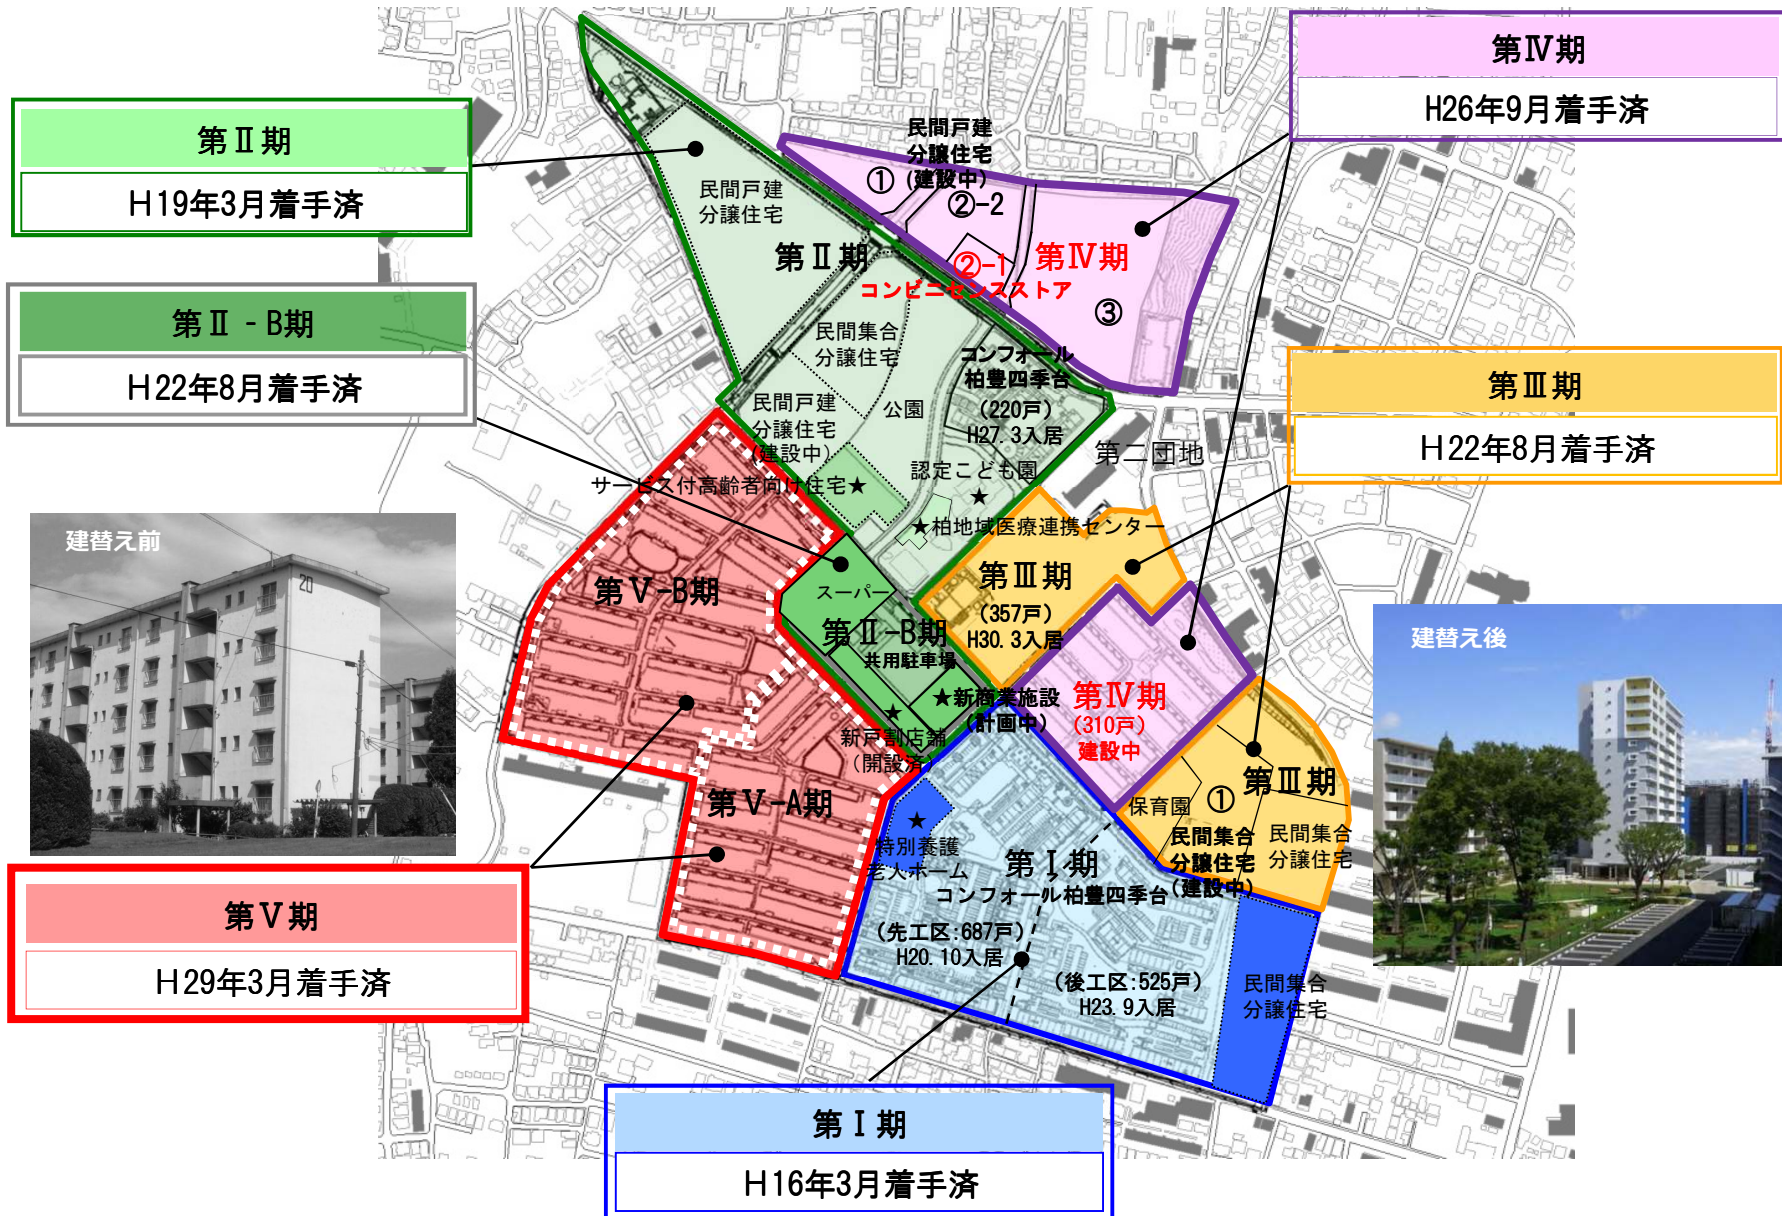 第Ⅳ期
H26年9月着手済
第Ⅱ期
H19年3月着手済
第Ⅱ-B期
H22年8月着手済
第Ⅲ期
H22年8月着手済
第Ⅴ期
H29年3月着手済
第Ⅰ期
H16年3月着手済
建替え前
20
建替え後
民間戸建
分譲住宅
(建設中)
①
②-2
②-1
コンビニセンスストア
第Ⅳ期
③
民間戸建
分譲住宅
第Ⅱ期
民間集合
分譲住宅
民間戸建
分譲住宅
(建設中)
公園
コンフォール
柏豊四季台
(220戸)
H27.3入居
第二団地
認定こども園
★
サービス付高齢者向け住宅★
★柏地域医療連携センター
第Ⅲ期
(357戸)
H30.3入居
スーパー
第Ⅱ-B期
共用駐車場
★新商業施設
(計画中)
★
新戸割店舗
(開設済)
第Ⅳ期
(310戸)
建設中
第Ⅴ-B期
第Ⅴ-A期
第Ⅲ期
保育園
①
民間集合
分譲住宅
(建設中)
民間集合
分譲住宅
★
特別養護
老人ホーム
第Ⅰ期
コンフォール柏豊四季台
(先工区:687戸)
H20.10入居
(後工区:525戸)
H23.9入居
民間集合
分譲住宅